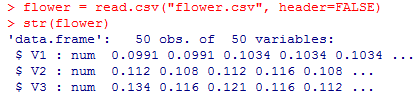 > flower = read.csv("flower.csv", header=FALSE)
> str(flower)
'data.frame':   50 obs. of  50 variables:
 $ V1 : num  0.0991 0.0991 0.1034 0.1034 0.1034 ...
 $ V2 : num  0.112 0.108 0.112 0.116 0.108 ...
 $ V3 : num  0.134 0.116 0.121 0.116 0.112 ...